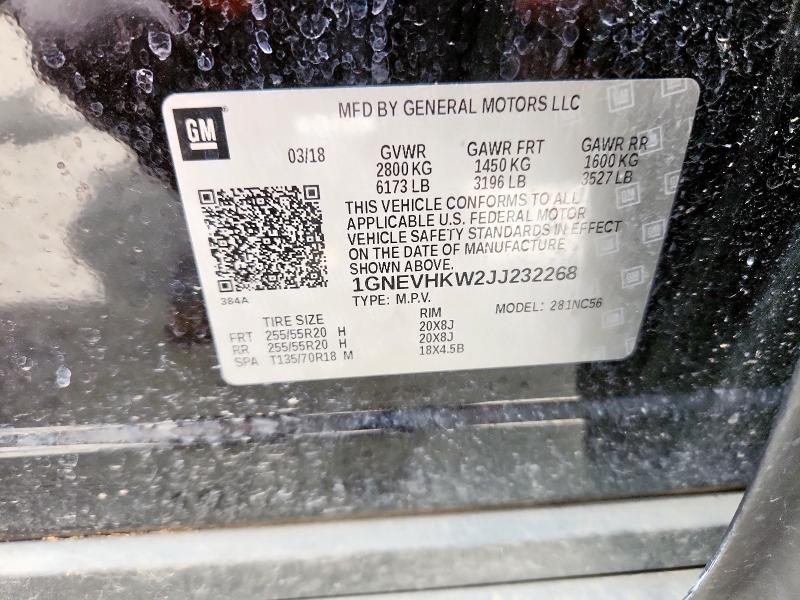 GM
MFD BY GENERAL MOTORS LLC
03/18 GVWR GAWR FRT GAWR RR
2800 KG 1450 KG 1600 KG
6173 LB 3196 LB 3527 LB
THIS VEHICLE CONFORMS TO ALL
APPLICABLE U.S. FEDERAL MOTOR
VEHICLE SAFETY STANDARDS IN EFFECT
ON THE DATE OF MANUFACTURE
SHOWN ABOVE.
1GNEVHKW2JJ232268
384A
TYPE: M.P.V. MODEL: 281NC56
TIRE SIZE RIM
FRT 255/55R20 H 20X8J
RR 255/55R20 H 20X8J
SPA T135/70R18 M 18X4.5B